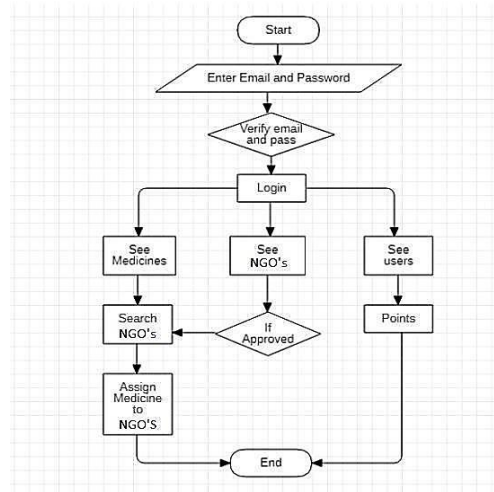 Start
Enter Email and Password
Verify email
and pass
Login
See
Medicines
See
NGO's
See
users
Search
NGO's
If
Approved
Points
Assign
Medicine
to
NGO'S
End